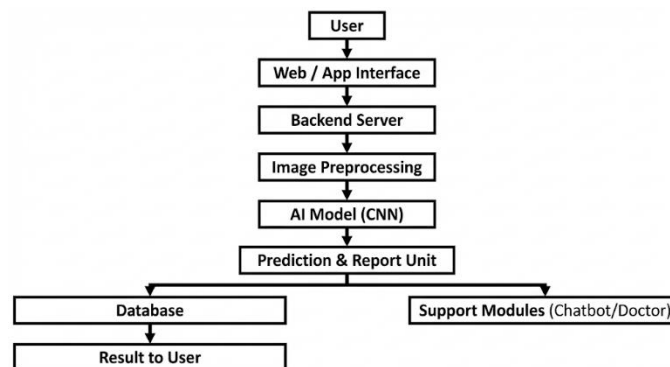 User
Web / App Interface
Backend Server
Image Preprocessing
AI Model (CNN)
Prediction & Report Unit
Database
Support Modules (Chatbot/Doctor)
Result to User